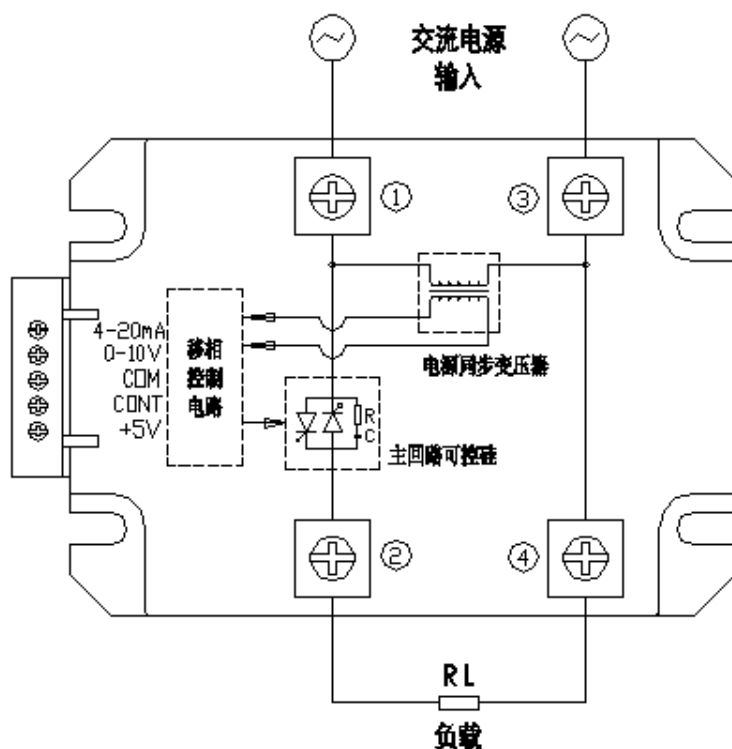 交流电源
输入
①
③
4-20mA
0-10V
COM
CONT
+5V
移相
控制
电路
电源同步变压器
R
C
主回路可控硅
②
④
RL
负载